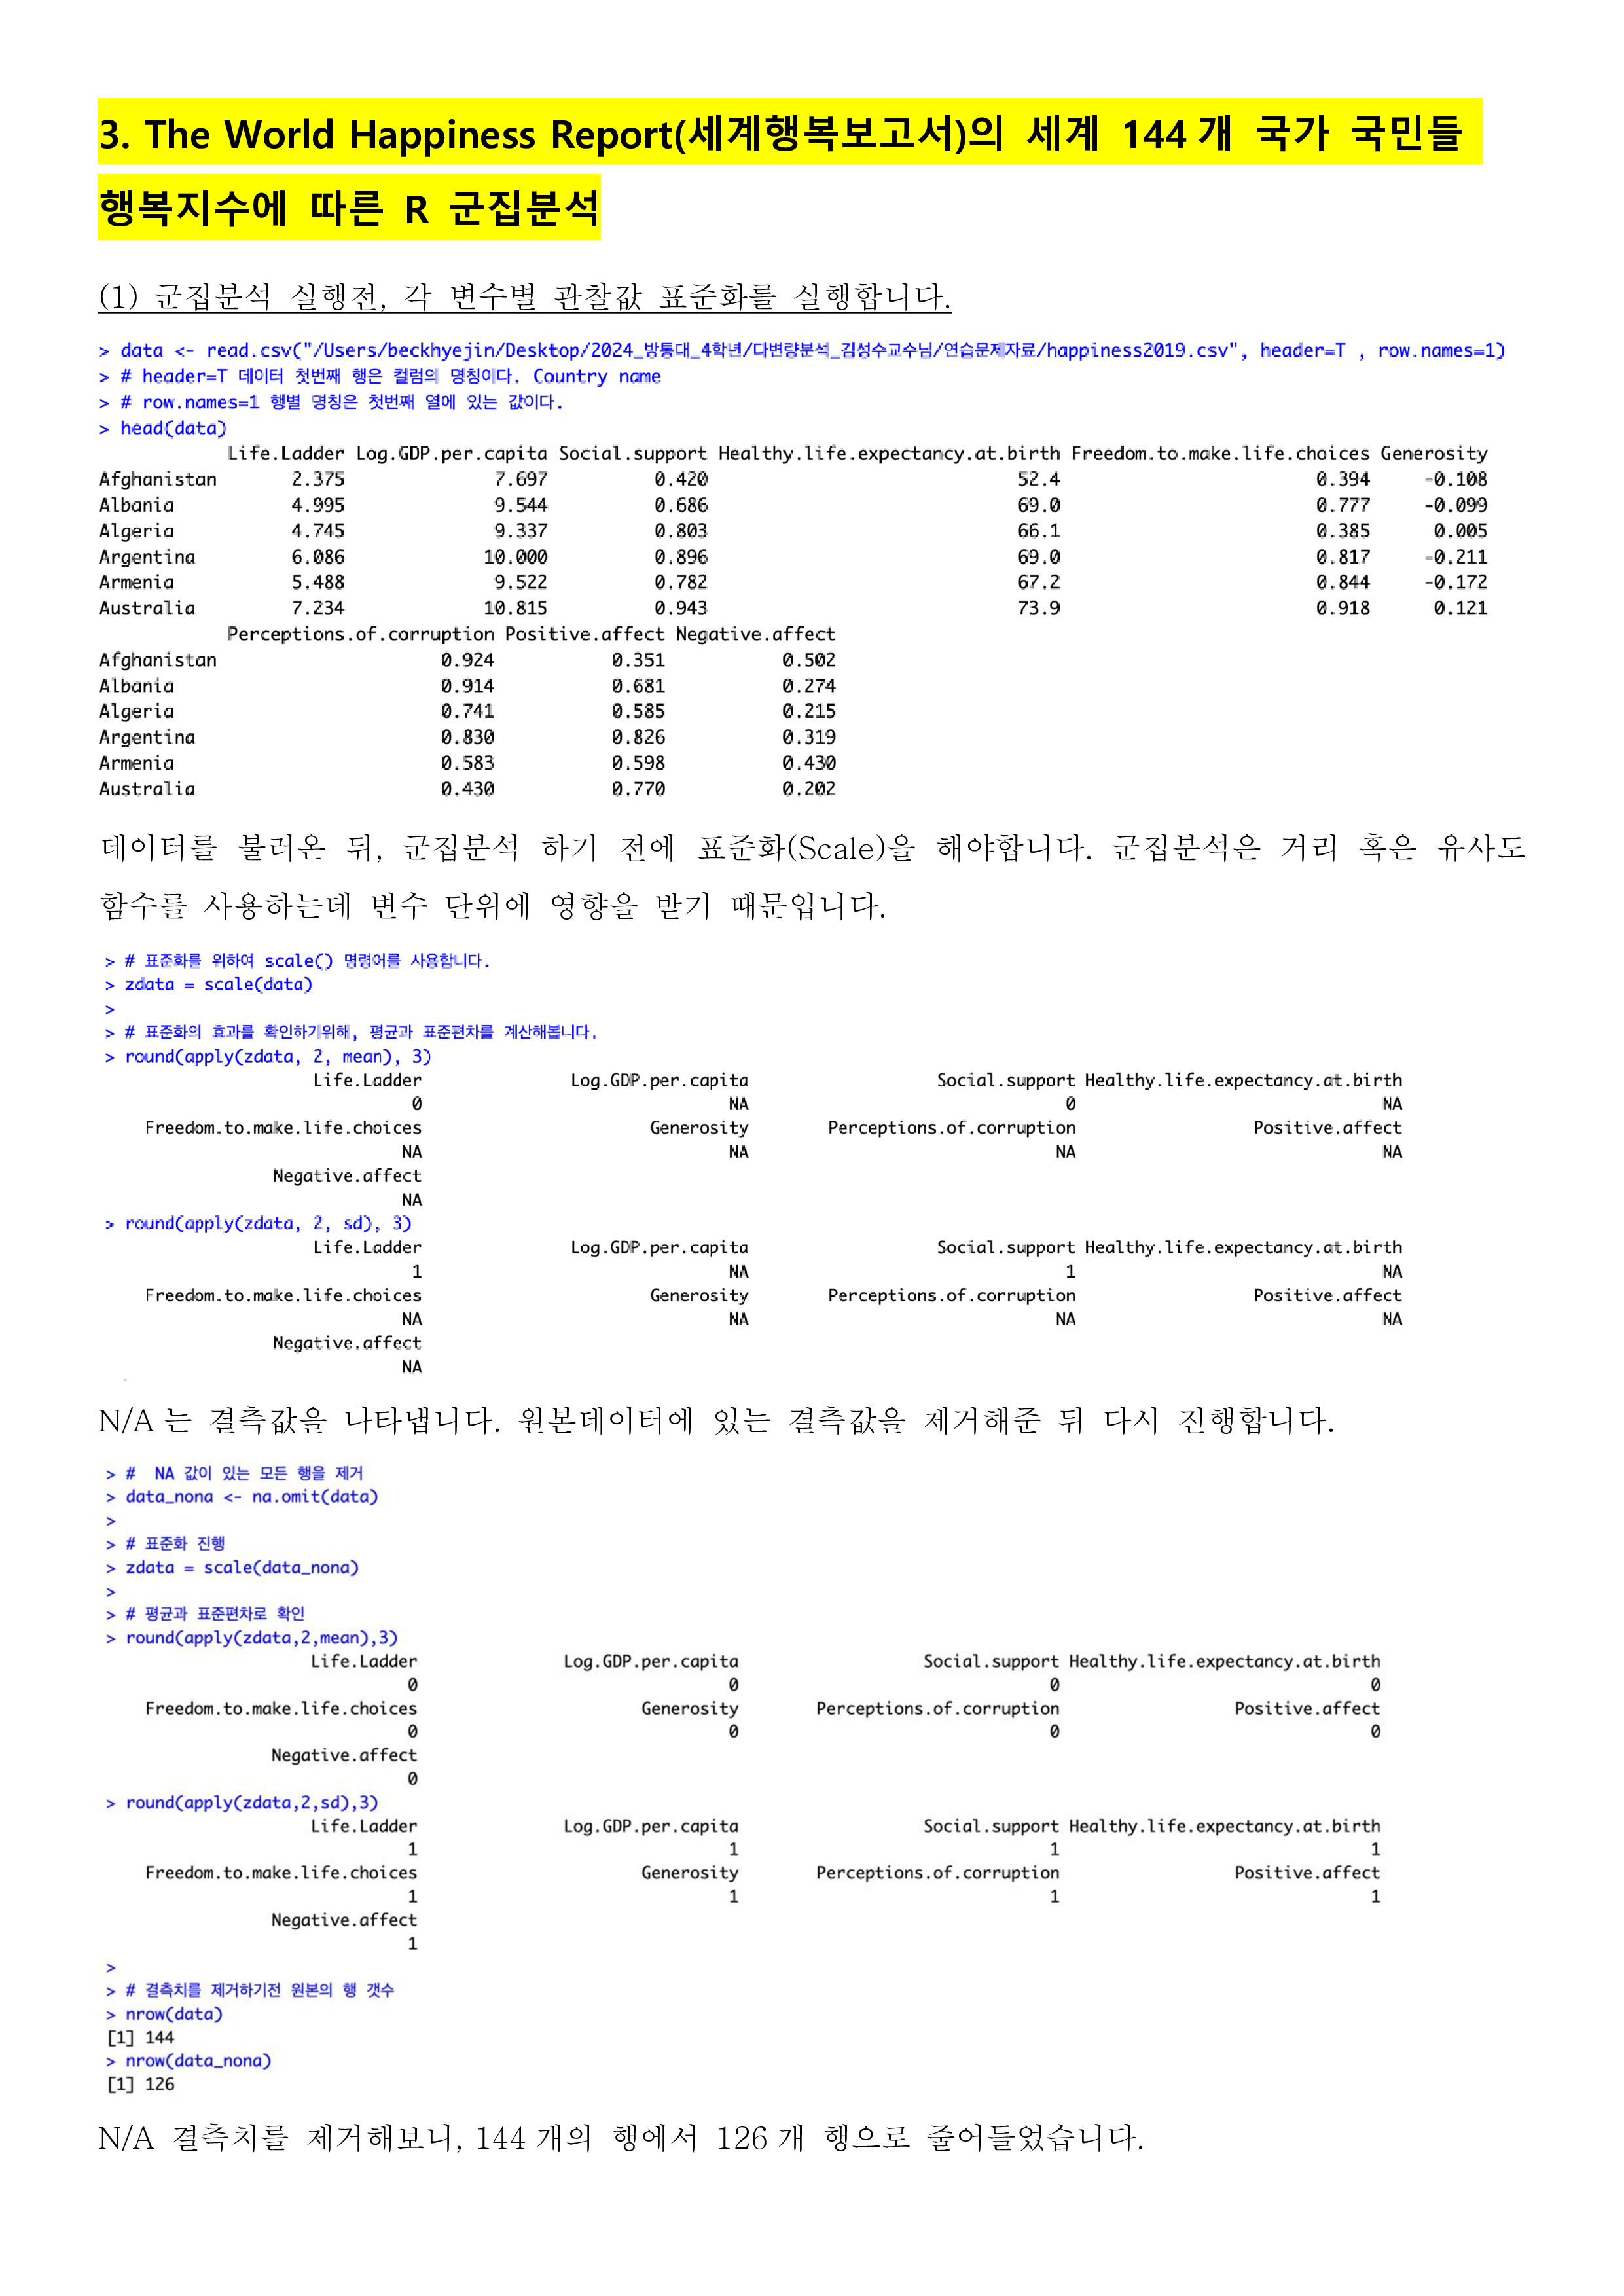 3. The World Happiness Report(세계행복보고서)의 세계 144개 국가 국민들
행복지수에 따른 R 군집분석
(1) 군집분석 실행전, 각 변수별 관찰값 표준화를 실행합니다.
> data <- read.csv("/Users/beckhyejin/Desktop/2024_방통대_4학년/다변량분석_김성수교수님/연습문제자료/happiness2019.csv", header=T , row.names=1)
> # header=T 데이터 첫번째 행은 컬럼의 명칭이다. Country name
> # row.names=1 행별 명칭은 첫번째 열에 있는 값이다.
> head(data)
Life.Ladder Log.GDP.per.capita Social.support Healthy.life.expectancy.at.birth Freedom.to.make.life.choices Generosity
Afghanistan 2.375 7.697 0.420 52.4 0.394 -0.108
Albania 4.995 9.544 0.686 69.0 0.777 -0.099
Algeria 4.745 9.337 0.803 66.1 0.385 0.005
Argentina 6.086 10.000 0.896 69.0 0.817 -0.211
Armenia 5.488 9.522 0.782 67.2 0.844 -0.172
Australia 7.234 10.815 0.943 73.9 0.918 0.121
Perceptions.of.corruption Positive.affect Negative.affect
Afghanistan 0.924 0.351 0.502
Albania 0.914 0.681 0.274
Algeria 0.741 0.585 0.215
Argentina 0.830 0.826 0.319
Armenia 0.583 0.598 0.430
Australia 0.430 0.770 0.202
데이터를 불러온 뒤, 군집분석 하기 전에 표준화(Scale)을 해야합니다. 군집분석은 거리 혹은 유사도
함수를 사용하는데 변수 단위에 영향을 받기 때문입니다.
> # 표준화를 위하여 scale() 명령어를 사용합니다.
> zdata = scale(data)
>
> # 표준화의 효과를 확인하기위해, 평균과 표준편차를 계산해봅니다.
> round(apply(zdata, 2, mean), 3)
Life.Ladder Log.GDP.per.capita Social.support Healthy.life.expectancy.at.birth
0 NA 0 NA
Freedom.to.make.life.choices Generosity Perceptions.of.corruption Positive.affect
NA NA NA NA
Negative.affect
NA
> round(apply(zdata, 2, sd), 3)
Life.Ladder Log.GDP.per.capita Social.support Healthy.life.expectancy.at.birth
1 NA 1 NA
Freedom.to.make.life.choices Generosity Perceptions.of.corruption Positive.affect
NA NA NA NA
Negative.affect
NA
N/A는 결측값을 나타냅니다. 원본데이터에 있는 결측값을 제거해준 뒤 다시 진행합니다.
> #  NA 값이 있는 모든 행을 제거
> data_nona <- na.omit(data)
>
> # 표준화 진행
> zdata = scale(data_nona)
>
> # 평균과 표준편차로 확인
> round(apply(zdata,2,mean),3)
Life.Ladder Log.GDP.per.capita Social.support Healthy.life.expectancy.at.birth
0 0 0 0
Freedom.to.make.life.choices Generosity Perceptions.of.corruption Positive.affect
0 0 0 0
Negative.affect
0
> round(apply(zdata,2,sd),3)
Life.Ladder Log.GDP.per.capita Social.support Healthy.life.expectancy.at.birth
1 1 1 1
Freedom.to.make.life.choices Generosity Perceptions.of.corruption Positive.affect
1 1 1 1
Negative.affect
1
>
> # 결측치를 제거하기전 원본의 행 갯수
> nrow(data)
[1] 144
> nrow(data_nona)
[1] 126
N/A 결측치를 제거해보니, 144개의 행에서 126개 행으로 줄어들었습니다.